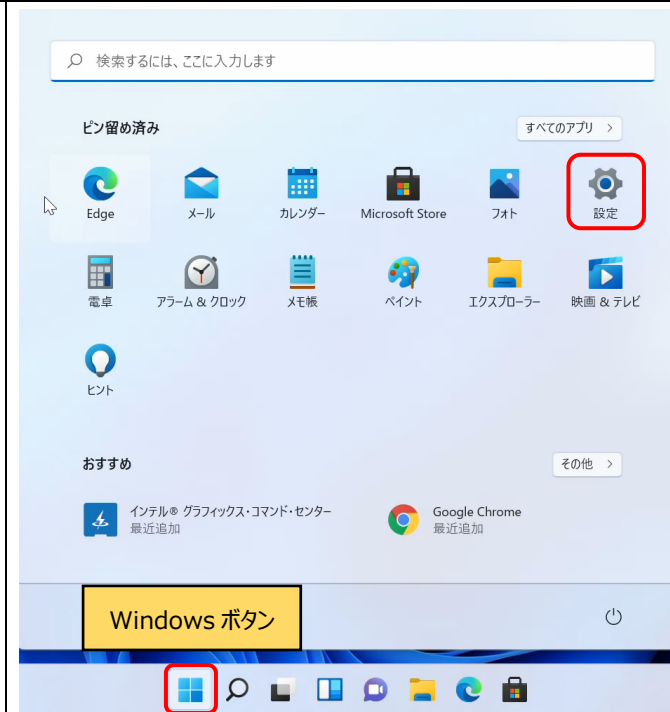 検索するには、ここに入力します
ピン留め済み
すべてのアプリ >
Edge
メール
カレンダー
Microsoft Store
フォト
設定
電卓
アラーム & クロック
メモ帳
ペイント
エクスプローラー
映画 & テレビ
ヒント
おすすめ
その他 >
インテル® グラフィックス・コマンド・センター
最近追加
Google Chrome
最近追加
Windows ボタン